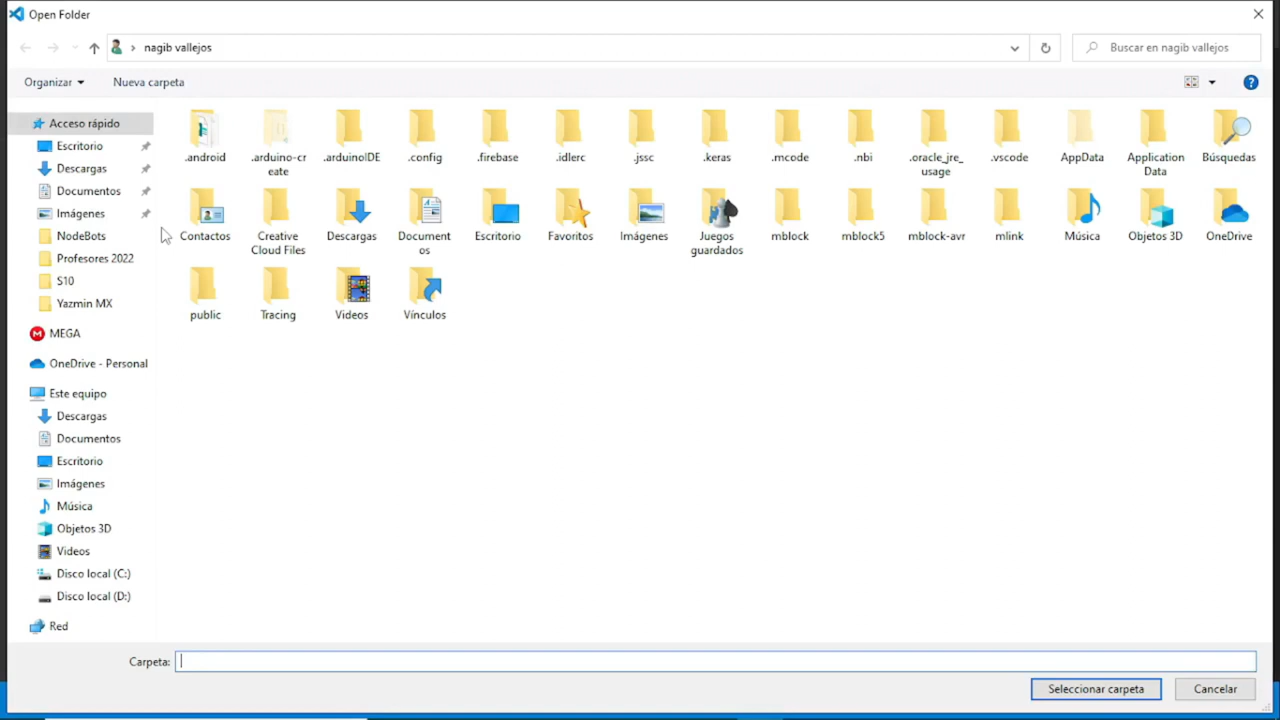 Open Folder
nagib vallejos
Buscar en nagib vallejos
Organizar
Nueva carpeta
Acceso rápido
Escritorio
Descargas
Documentos
Imágenes
NodeBots
Profesores 2022
S10
Yazmin MX
MEGA
OneDrive - Personal
Este equipo
Descargas
Documentos
Escritorio
Imágenes
Música
Objetos 3D
Videos
Disco local (C:)
Disco local (D:)
Red
.android
.arduino-cr
eate
.arduinoIDE
.config
.firebase
.idlerc
.jssc
.keras
.mcode
.nbi
.oracle_jre_
usage
.vscode
AppData
Application
Data
Búsquedas
Contactos
Creative
Cloud Files
Descargas
Document
os
Escritorio
Favoritos
Imágenes
Juegos
guardados
mblock
mblock5
mblock-avr
mlink
Música
Objetos 3D
OneDrive
public
Tracing
Videos
Vínculos
Carpeta:
Seleccionar carpeta
Cancelar